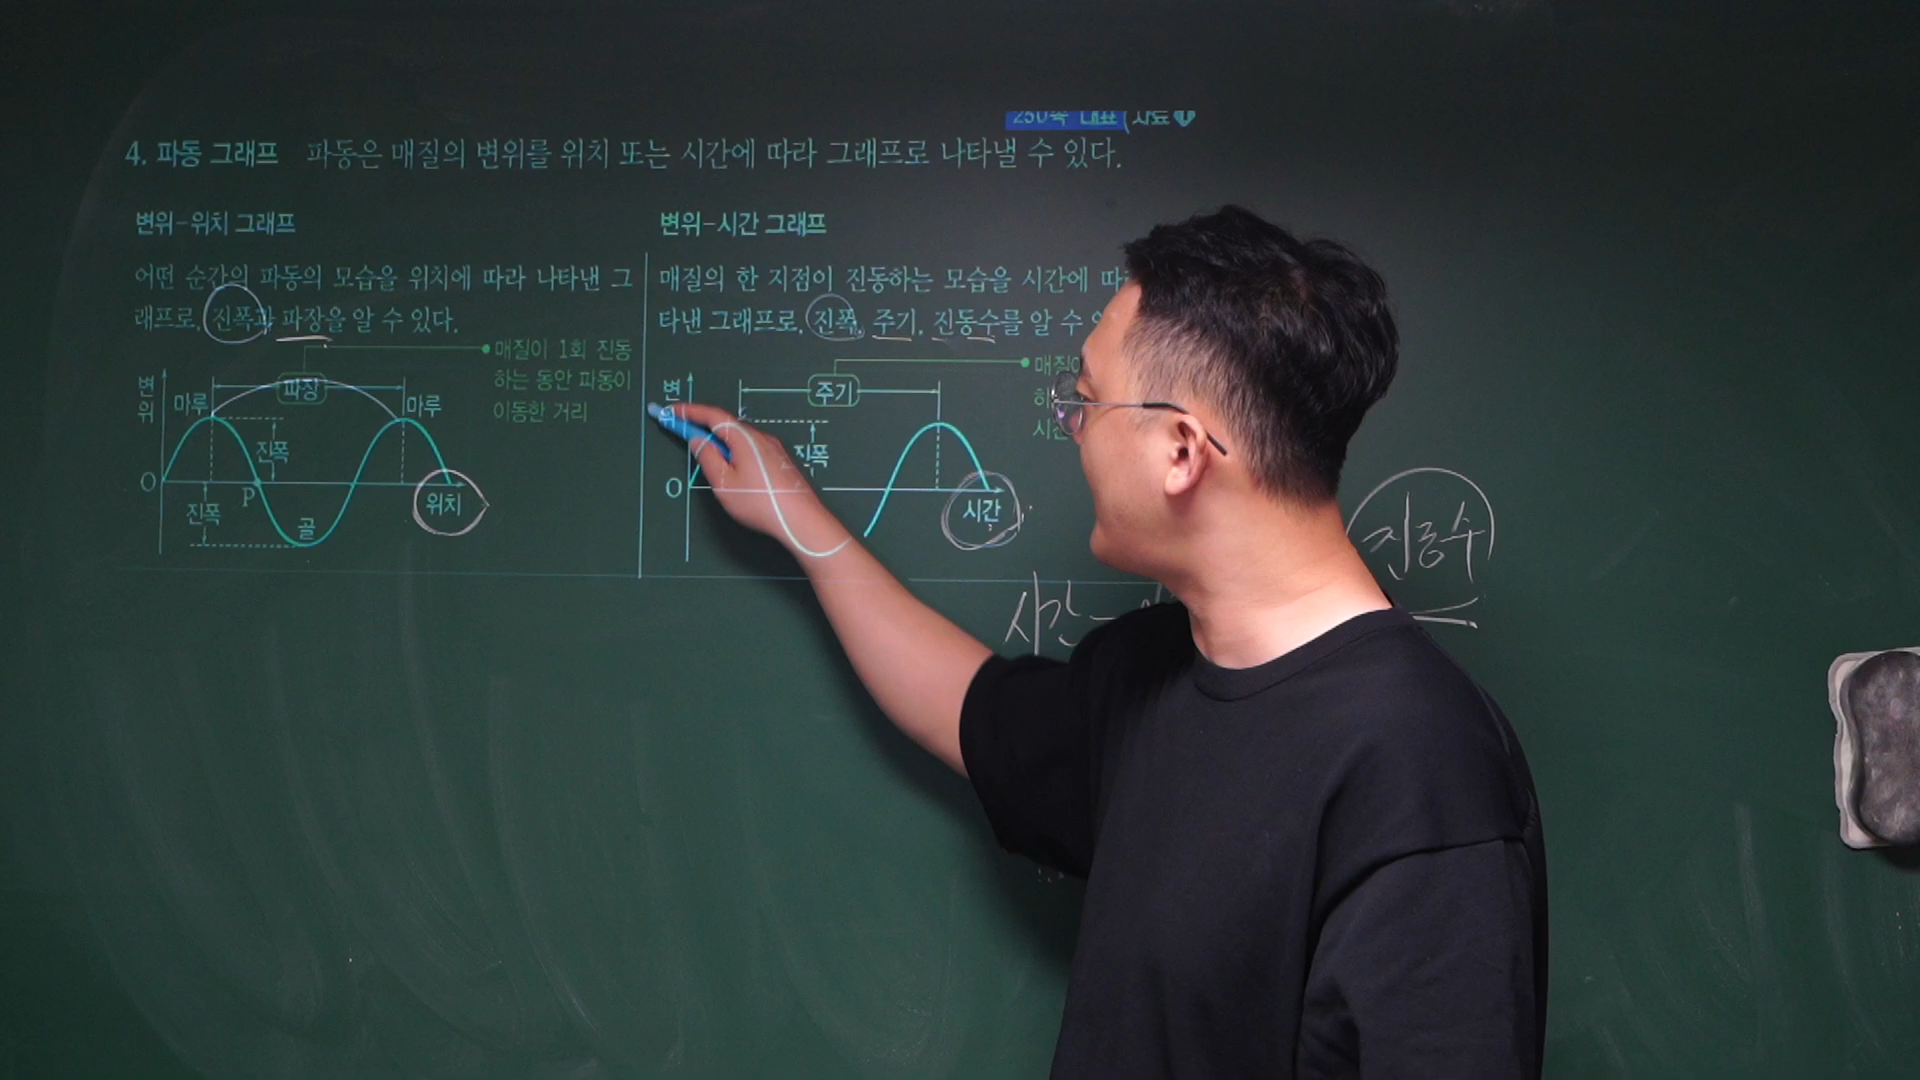 대표
4. 파동 그래프 파동은 매질의 변위를 위치 또는 시간에 따라 그래프로 나타낼 수 있다.
변위-위치 그래프
어떤 순간의 파동의 모습을 위치에 따라 나타낸 그
래프로, 진폭과 파장을 알 수 있다.
매질이 1회 진동
하는 동안 파동이
이동한 거리
변위
마루
파장
마루
진폭
O
P
위치
진폭
골
변위-시간 그래프
매질의 한 지점이 진동하는 모습을 시간에
타낸 그래프로, 진폭, 주기, 진동수를 알 수
변위
주기
진폭
O
시간
진동수
시간